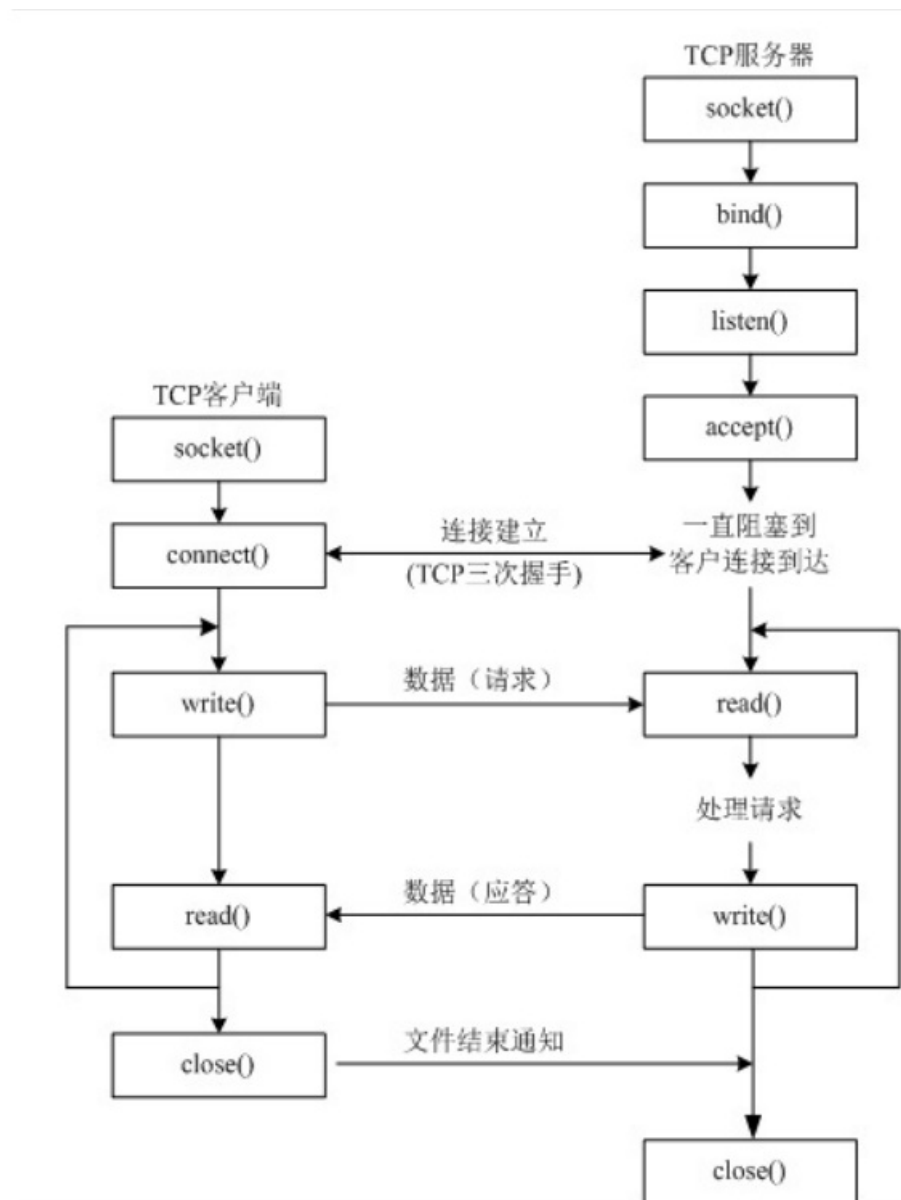 TCP服务器
socket()
bind()
listen()
accept()
一直阻塞到
客户连接到达
TCP客户端
socket()
connect()
连接建立
(TCP三次握手)
write()
数据（请求）
read()
处理请求
read()
数据（应答）
write()
close()
文件结束通知
close()